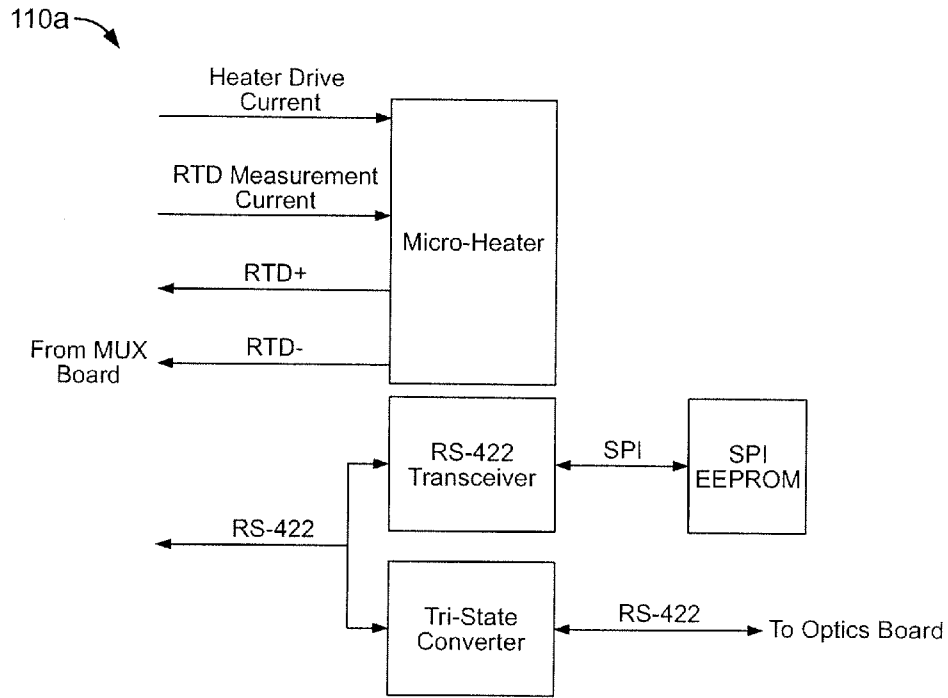 110a
Heater Drive
Current
RTD Measurement
Current
Micro-Heater
RTD+
RTD-
From MUX
Board
RS-422
Transceiver
SPI
SPI
EEPROM
RS-422
Tri-State
Converter
RS-422
To Optics Board